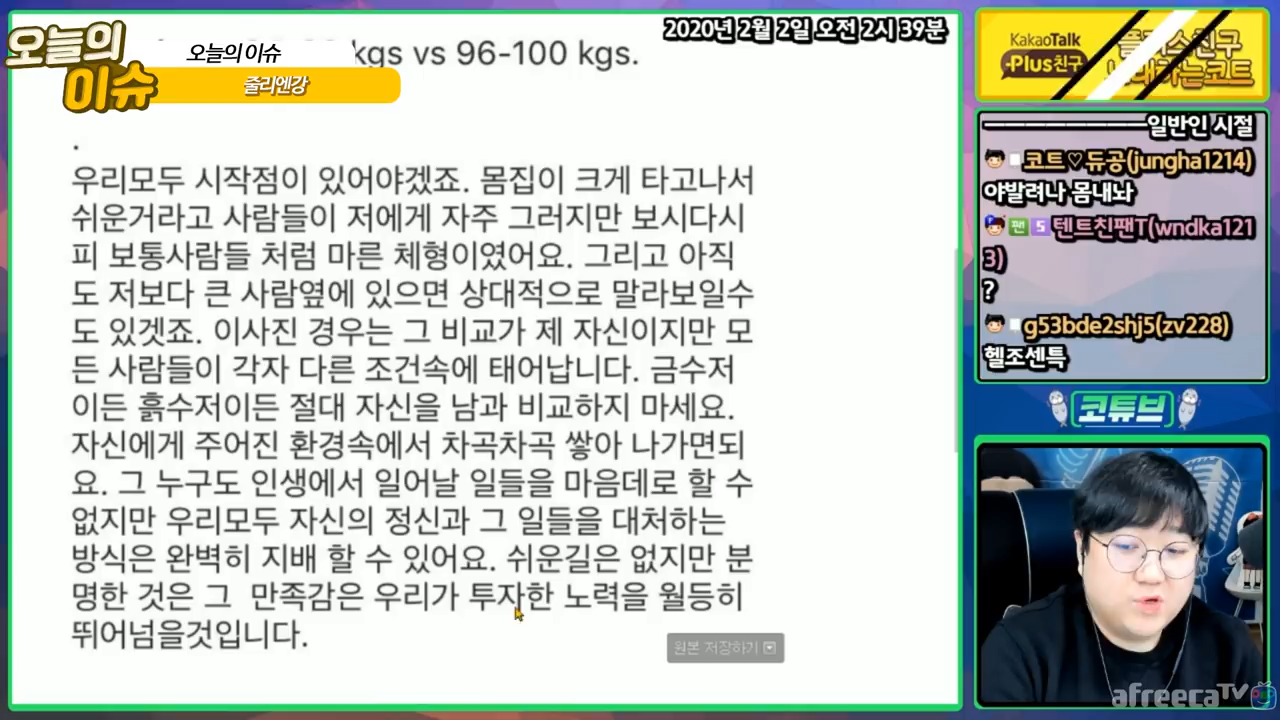 오늘의
이슈
오늘의 이슈
줄리엔강
kgs vs 96-100 kgs.
2020년 2월 2일 오전 2시 39분
.
우리모두 시작점이 있어야겠죠. 몸집이 크게 타고나서
쉬운거라고 사람들이 저에게 자주 그러지만 보시다시
피 보통사람들 처럼 마른 체형이였어요. 그리고 아직
도 저보다 큰 사람옆에 있으면 상대적으로 말라보일수
도 있겟죠. 이사진 경우는 그 비교가 제 자신이지만 모
든 사람들이 각자 다른 조건속에 태어납니다. 금수저
이든 흙수저이든 절대 자신을 남과 비교하지 마세요.
자신에게 주어진 환경속에서 차곡차곡 쌓아 나가면되
요. 그 누구도 인생에서 일어날 일들을 마음데로 할 수
없지만 우리모두 자신의 정신과 그 일들을 대처하는
방식은 완벽히 지배 할 수 있어요. 쉬운길은 없지만 분
명한 것은 그 만족감은 우리가 투자한 노력을 월등히
뛰어넘을것입니다.
원본 저장하기
KakaoTalk
Plus친구
일반인 시절
코트♡듀공(jungha1214)
야발려나 몸내놔
팬 5 텐트친팬T(wndka121
3)
?
g53bde2shj5(zv228)
헬조센특
코튜브
afreecaTV